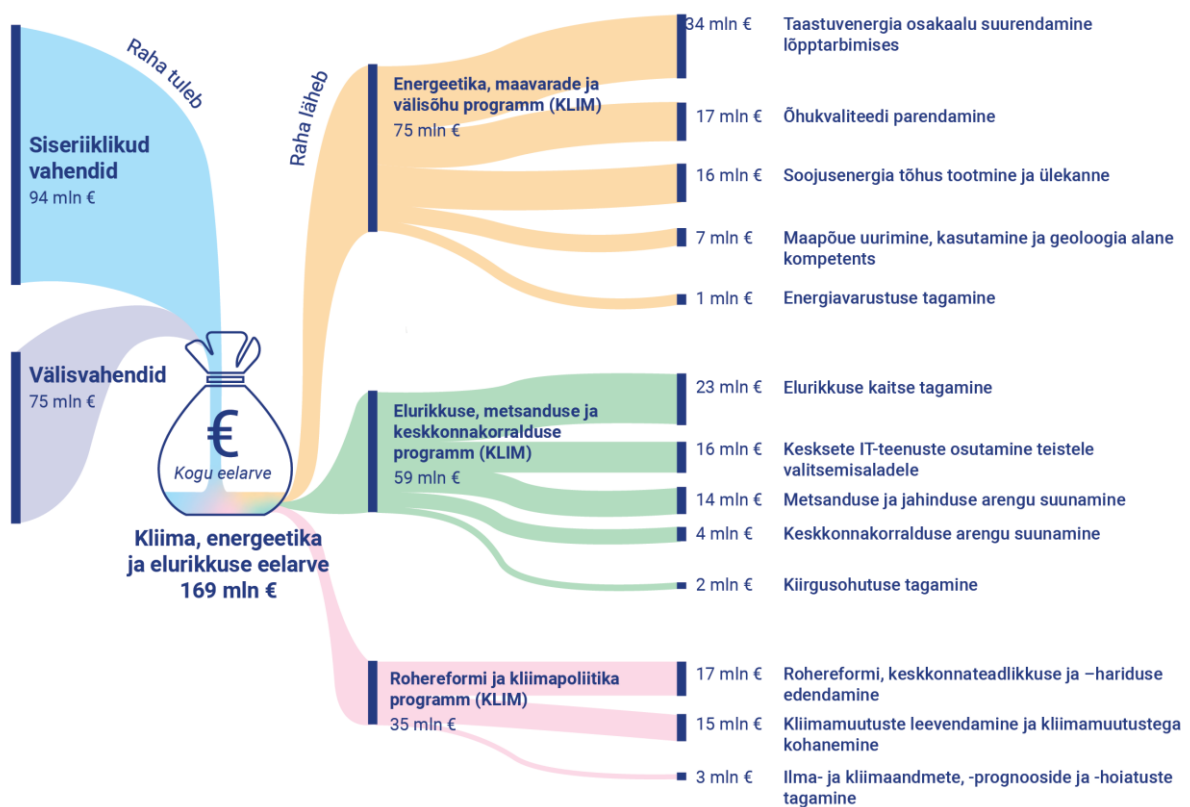 Raha tuleb
Siseriiklikud
vahendid
94 mln €
Välisvahendid
75 mln €
€
Kogu eelarve
Kliima, energeetika
ja elurikkuse eelarve
169 mln €
Raha läheb
Energeetika, maavarade ja
välisõhu programm (KLIM)
75 mln €
34 mln € Taastuvenergia osakaalu suurendamine
lõpptarbimises
17 mln € Õhukvaliteedi parendamine
16 mln € Soojusenergia tõhus tootmine ja ülekanne
7 mln € Maapõue uurimine, kasutamine ja geoloogia alane
kompetents
1 mln € Energiavarustuse tagamine
Elurikkuse, metsanduse ja
keskkonnakorralduse
programm (KLIM)
59 mln €
23 mln € Elurikkuse kaitse tagamine
16 mln € Kesksete IT-teenuste osutamine teistele
valitsemisaladele
14 mln € Metsanduse ja jahinduse arengu suunamine
4 mln € Keskkonnakorralduse arengu suunamine
2 mln € Kiirgusohutuse tagamine
Rohereformi ja kliimapoliitika
programm (KLIM)
35 mln €
17 mln € Rohereformi, keskkonnateadlikkuse ja –hariduse
edendamine
15 mln € Kliimamuutuste leevendamine ja kliimamuutustega
kohanemine
3 mln € Ilma- ja kliimaandmete, -prognooside ja -hoiatuste
tagamine